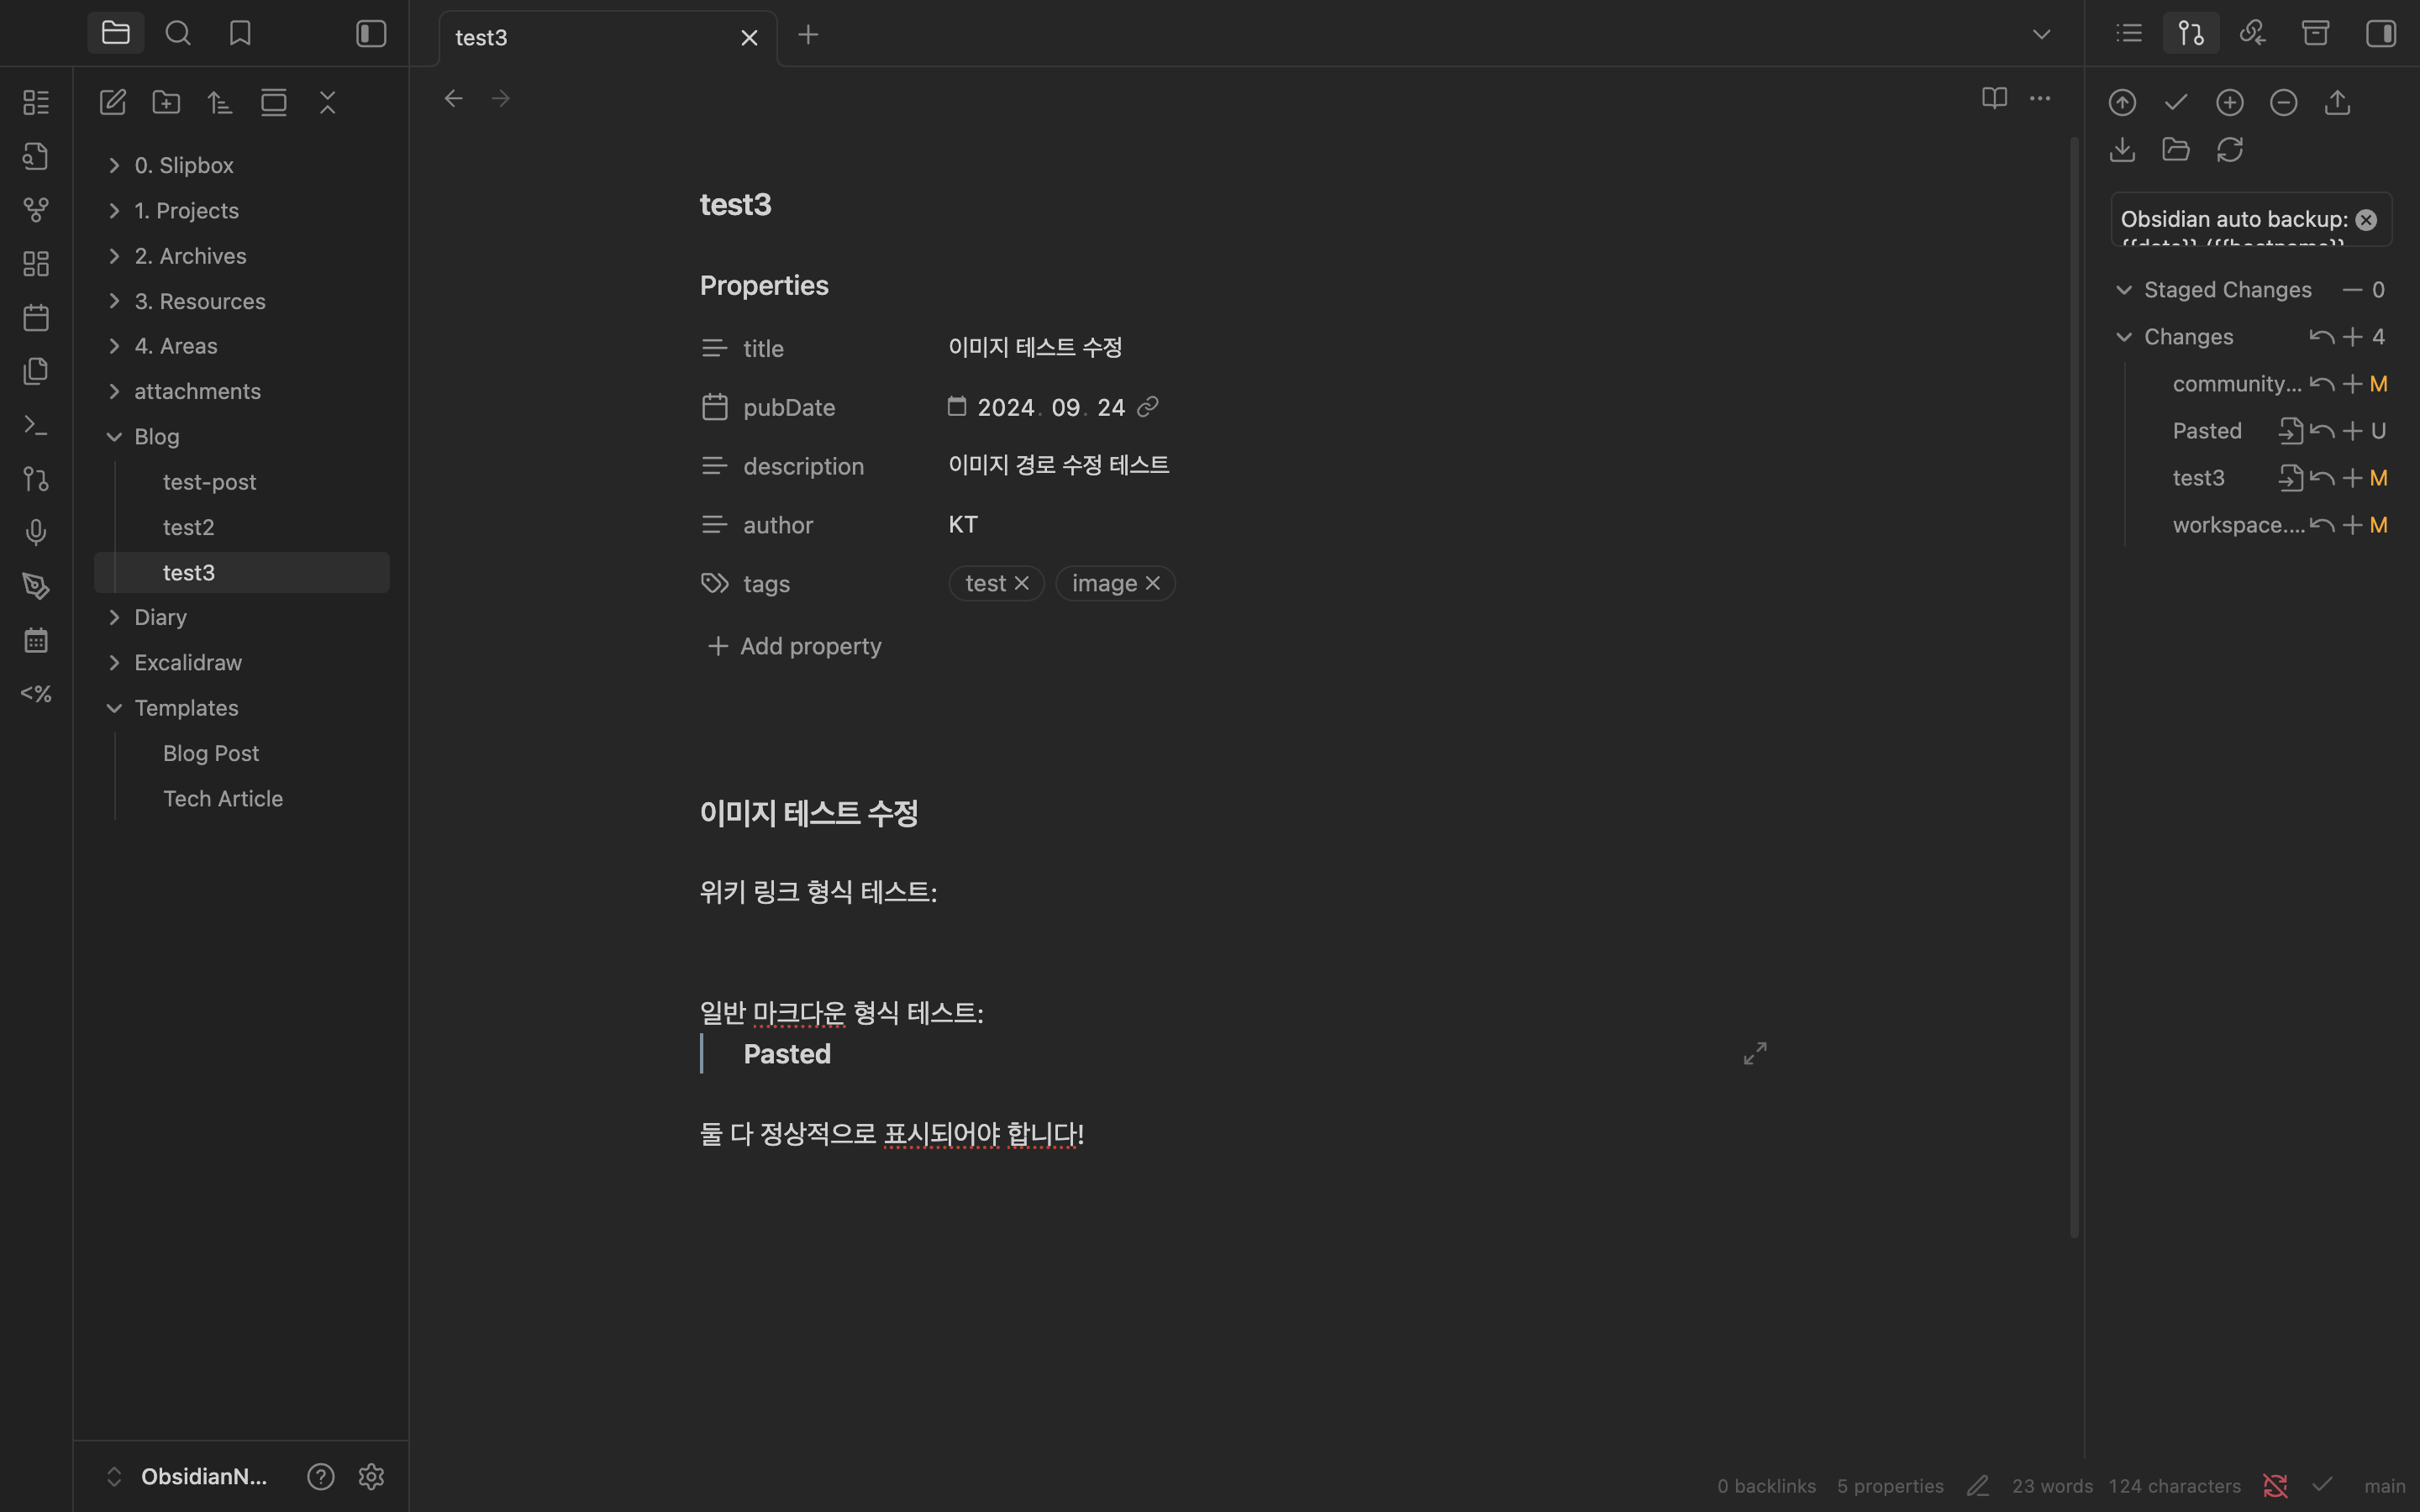 test3
0. Slipbox
1. Projects
2. Archives
3. Resources
4. Areas
attachments
Blog
test-post
test2
test3
Diary
Excalidraw
Templates
Blog Post
Tech Article
ObsidianN...
<%
test3
Properties
title 이미지 테스트 수정
pubDate 2024. 09. 24
description 이미지 경로 수정 테스트
author KT
tags test image
Add property
이미지 테스트 수정
위키 링크 형식 테스트:
일반 마크다운 형식 테스트:
Pasted
둘 다 정상적으로 표시되어야 합니다!
Obsidian auto backup:
{{date}} ({{hostname}}
Staged Changes 0
Changes 4
community... M
Pasted U
test3 M
workspace.... M
0 backlinks 5 properties 23 words 124 characters main